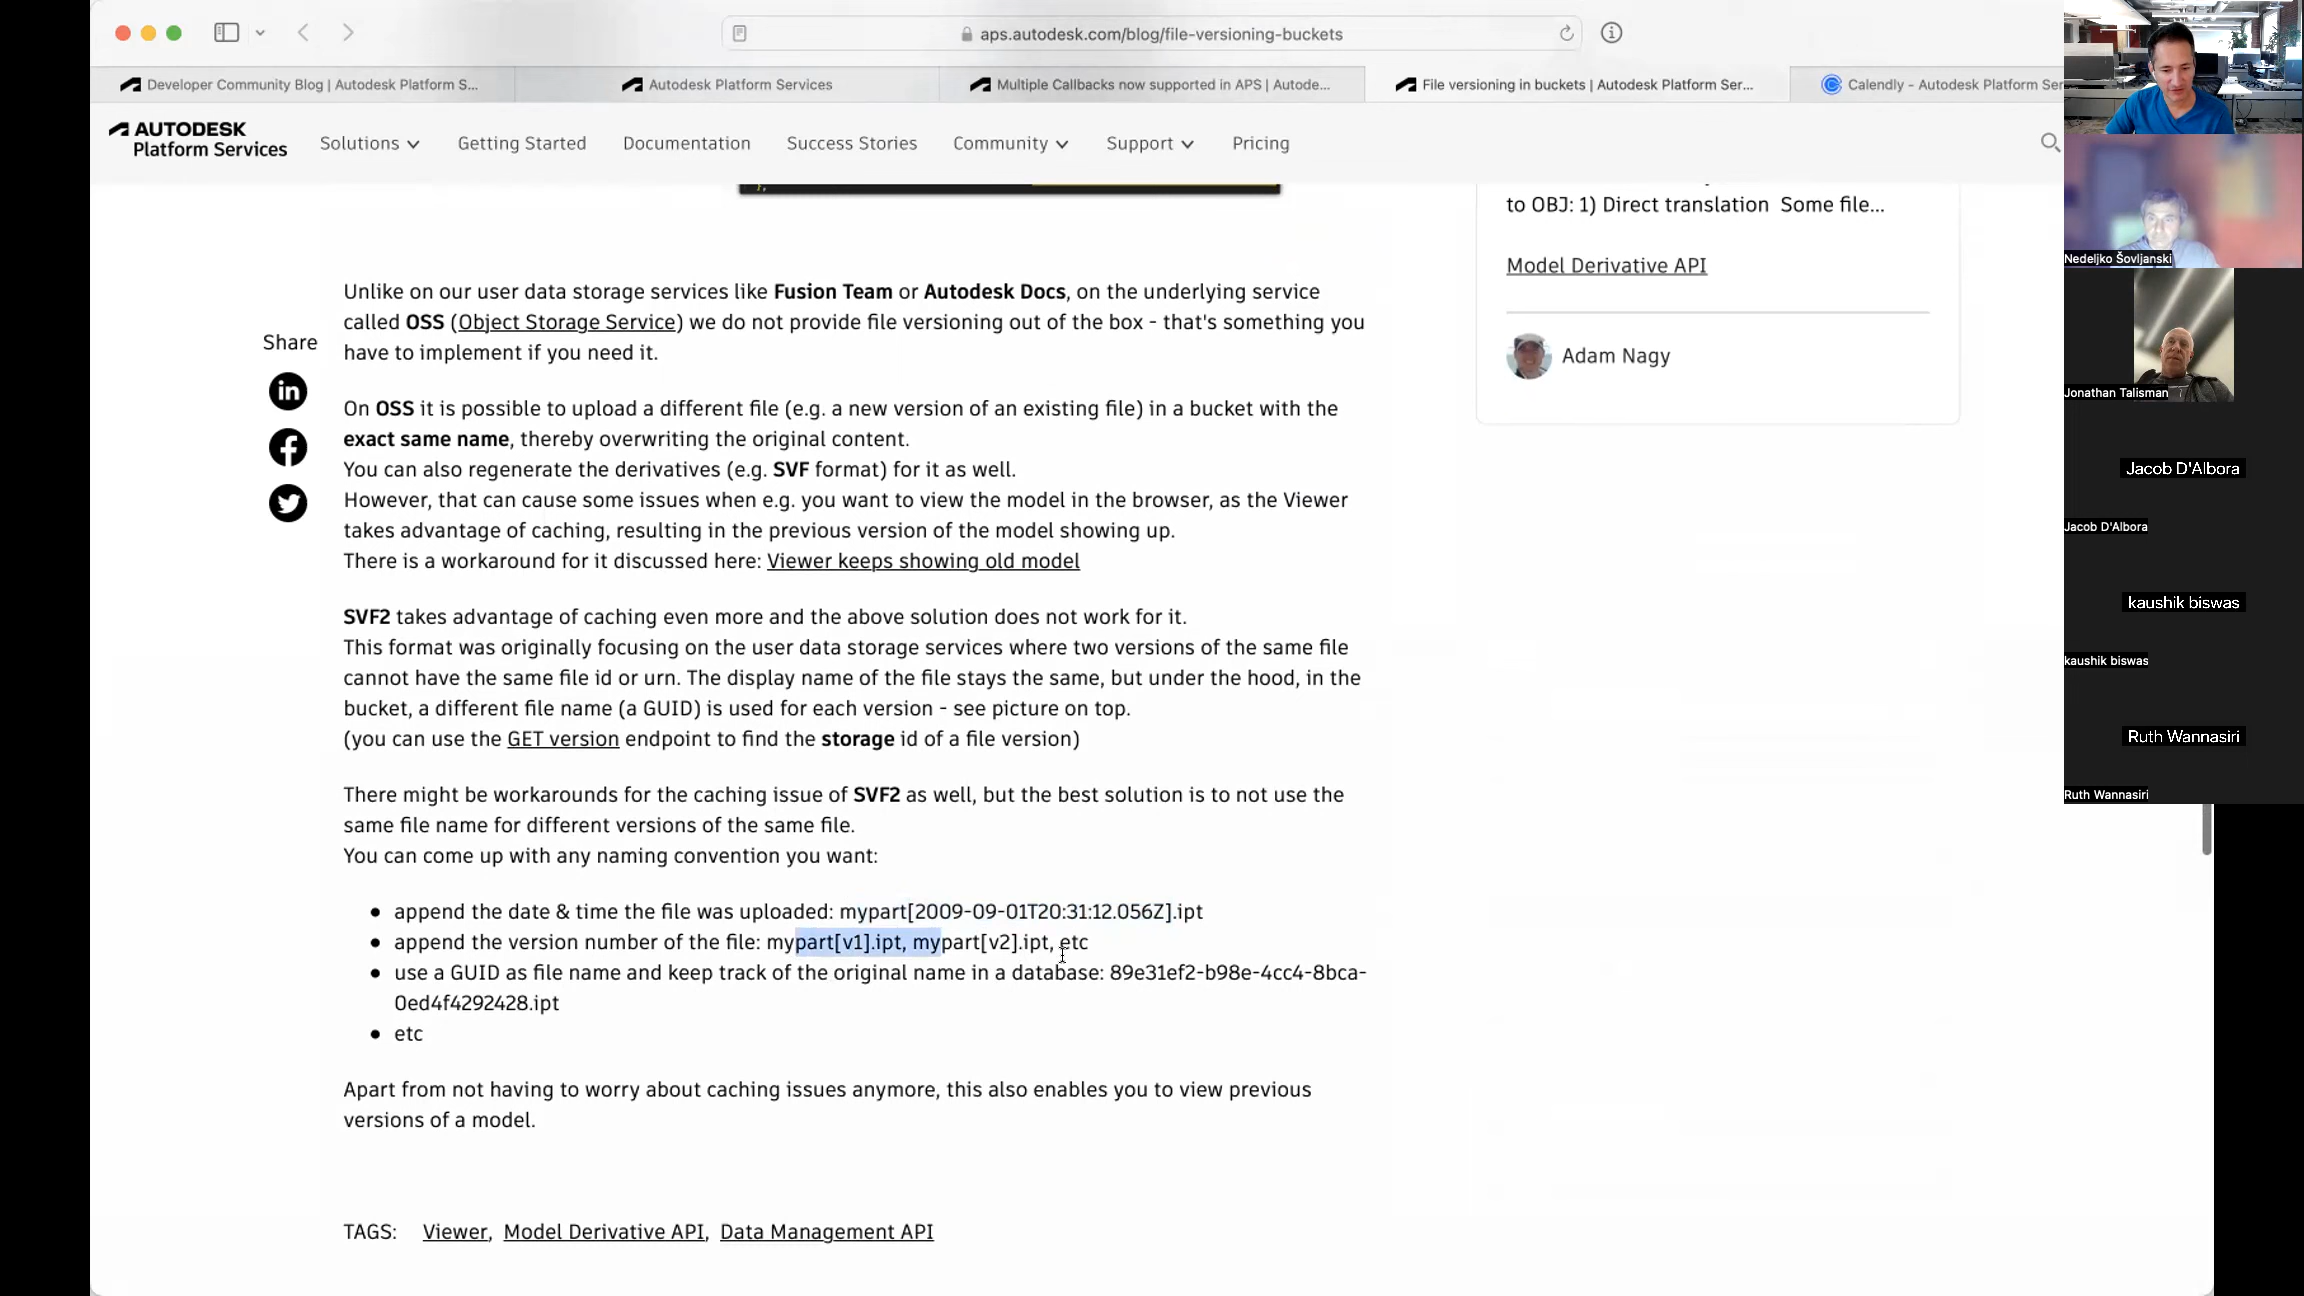 aps.autodesk.com/blog/file-versioning-buckets
Developer Community Blog | Autodesk Platform S...
Autodesk Platform Services
Multiple Callbacks now supported in APS | Autode...
File versioning in buckets | Autodesk Platform Ser...
Calendly - Autodesk Platform Ser
AUTODESK
Platform Services
Solutions
Getting Started
Documentation
Success Stories
Community
Support
Pricing
to OBJ: 1) Direct translation  Some file...
Model Derivative API
Adam Nagy
Share
Unlike on our user data storage services like Fusion Team or Autodesk Docs, on the underlying service
called OSS (Object Storage Service) we do not provide file versioning out of the box - that's something you
have to implement if you need it.
On OSS it is possible to upload a different file (e.g. a new version of an existing file) in a bucket with the
exact same name, thereby overwriting the original content.
You can also regenerate the derivatives (e.g. SVF format) for it as well.
However, that can cause some issues when e.g. you want to view the model in the browser, as the Viewer
takes advantage of caching, resulting in the previous version of the model showing up.
There is a workaround for it discussed here: Viewer keeps showing old model
SVF2 takes advantage of caching even more and the above solution does not work for it.
This format was originally focusing on the user data storage services where two versions of the same file
cannot have the same file id or urn. The display name of the file stays the same, but under the hood, in the
bucket, a different file name (a GUID) is used for each version - see picture on top.
(you can use the GET version endpoint to find the storage id of a file version)
There might be workarounds for the caching issue of SVF2 as well, but the best solution is to not use the
same file name for different versions of the same file.
You can come up with any naming convention you want:
• append the date & time the file was uploaded: mypart[2009-09-01T20:31:12.056Z].ipt
• append the version number of the file: mypart[v1].ipt, mypart[v2].ipt, etc
• use a GUID as file name and keep track of the original name in a database: 89e31ef2-b98e-4cc4-8bca-
0ed4f4292428.ipt
• etc
Apart from not having to worry about caching issues anymore, this also enables you to view previous
versions of a model.
TAGS: Viewer, Model Derivative API, Data Management API
Nedeljko Šovljanski
Jonathan Talisman
Jacob D'Albora
Jacob D'Albora
kaushik biswas
kaushik biswas
Ruth Wannasiri
Ruth Wannasiri